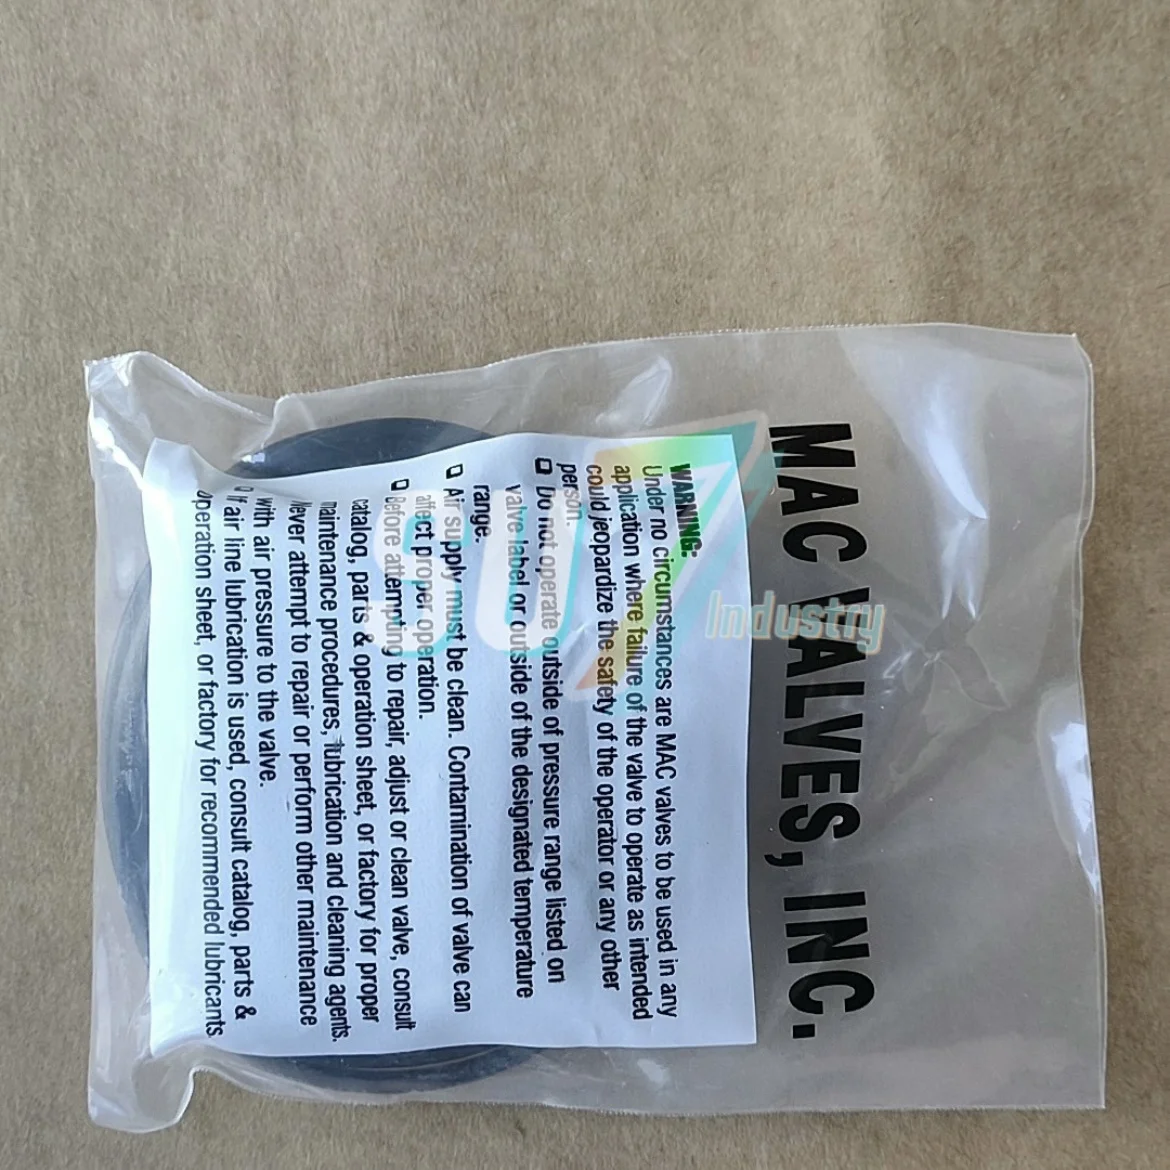 MAC VALVES, INC.
WARNING:
Under no circumstances are MAC valves to be used in any
application where failure of the valve to operate as intended
could jeopardize the safety of the operator or any other
person.
Do not operate outside of pressure range listed on
valve label or outside of the designated temperature
range.
Air supply must be clean. Contamination of valve can
affect proper operation.
Before attempting to repair, adjust or clean valve, consult
catalog, parts & operation sheet, or factory for proper
maintenance procedures, lubrication and cleaning agents.
Never attempt to repair or perform other maintenance
with air pressure to the valve.
If air line lubrication is used, consult catalog, parts &
operation sheet, or factory for recommended lubricants.
SU7
Industry